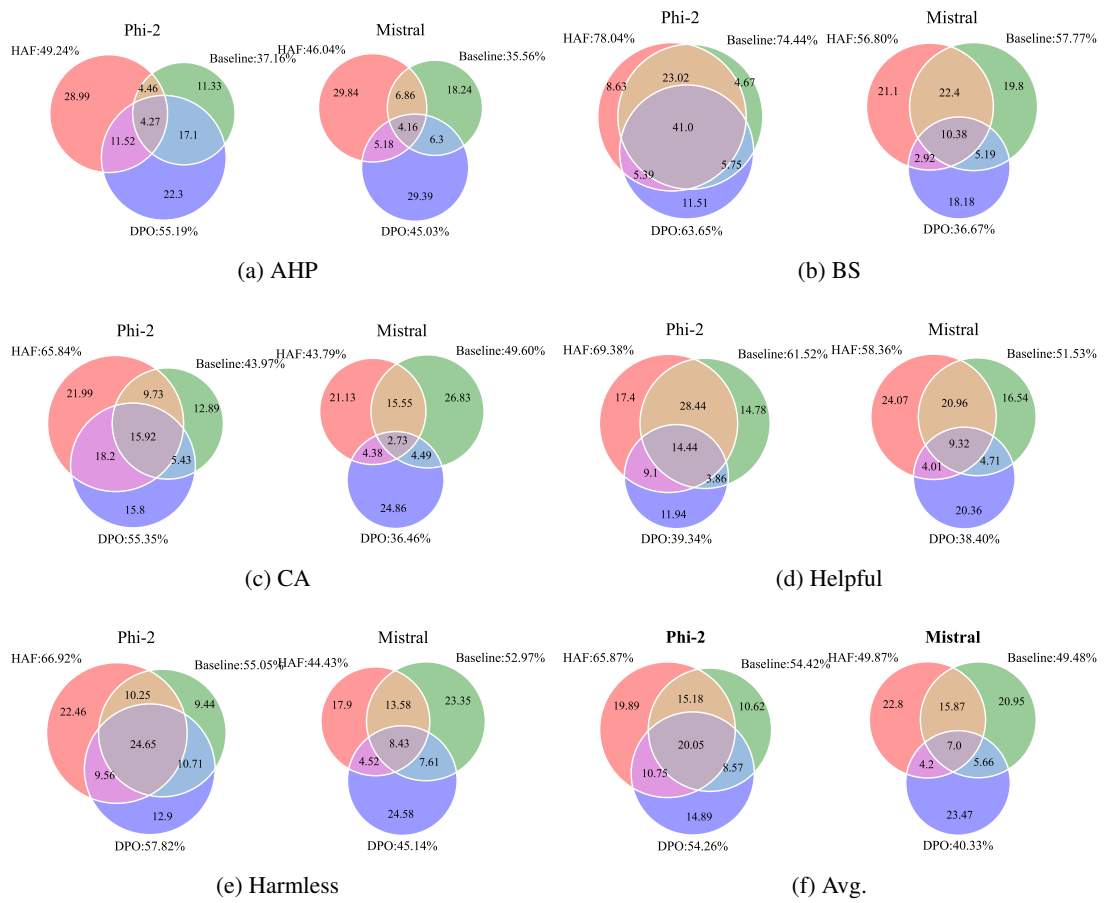 Phi-2
HAF:49.24%
Baseline:37.16%
28.99
4.46
11.33
4.27
11.52
17.1
22.3
DPO:55.19%
Mistral
HAF:46.04%
Baseline:35.56%
29.84
6.86
18.24
4.16
5.18
6.3
29.39
DPO:45.03%
(a) AHP
Phi-2
HAF:78.04%
Baseline:74.44%
8.63
23.02
4.67
41.0
5.39
5.75
11.51
DPO:63.65%
Mistral
HAF:56.80%
Baseline:57.77%
21.1
22.4
19.8
10.38
2.92
5.19
18.18
DPO:36.67%
(b) BS
Phi-2
HAF:65.84%
Baseline:43.97%
21.99
9.73
12.89
15.92
18.2
5.43
15.8
DPO:55.35%
Mistral
HAF:43.79%
Baseline:49.60%
21.13
15.55
26.83
2.73
4.38
4.49
24.86
DPO:36.46%
(c) CA
Phi-2
HAF:69.38%
Baseline:61.52%
17.4
28.44
14.78
14.44
9.1
3.86
11.94
DPO:39.34%
Mistral
HAF:58.36%
Baseline:51.53%
24.07
20.96
16.54
9.32
4.01
4.71
20.36
DPO:38.40%
(d) Helpful
Phi-2
HAF:66.92%
Baseline:55.05%
22.46
10.25
9.44
24.65
9.56
10.71
12.9
DPO:57.82%
Mistral
HAF:44.43%
Baseline:52.97%
17.9
13.58
23.35
8.43
4.52
7.61
24.58
DPO:45.14%
(e) Harmless
Phi-2
HAF:65.87%
Baseline:54.42%
19.89
15.18
10.62
20.05
10.75
8.57
14.89
DPO:54.26%
Mistral
HAF:49.87%
Baseline:49.48%
22.8
15.87
20.95
7.0
4.2
5.66
23.47
DPO:40.33%
(f) Avg.